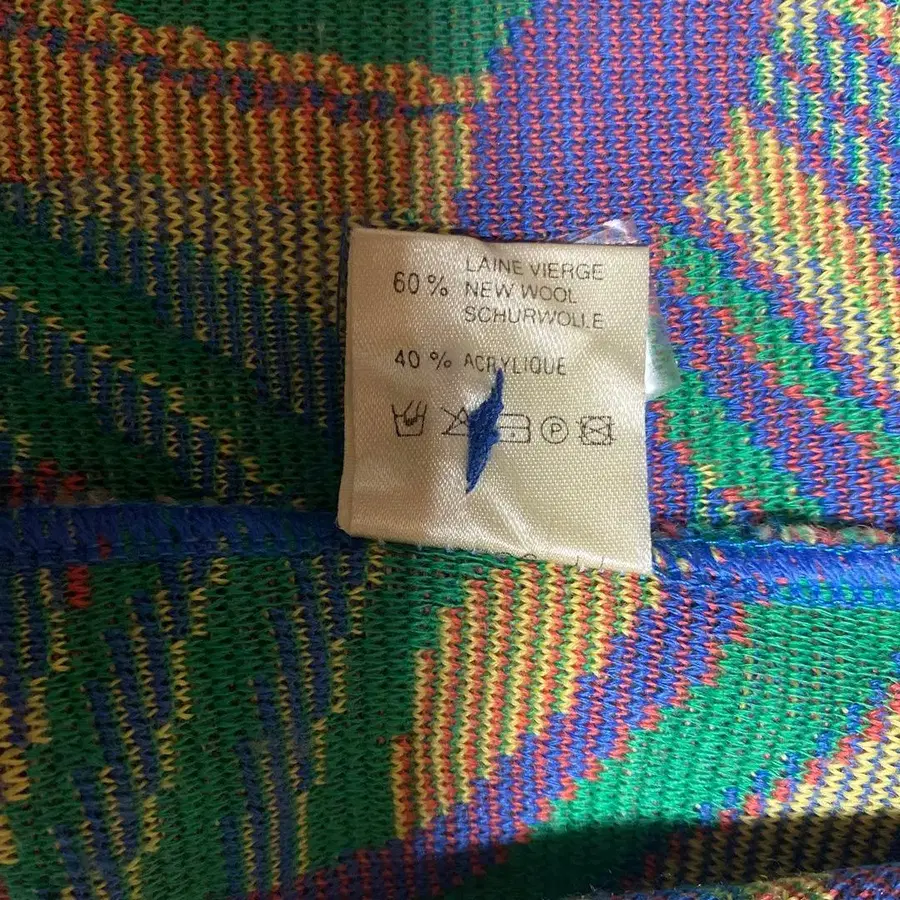 LAINE VIERGE
60 % NEW WOOL
SCHURWOLLE
40 % ACRYLIQUE
P